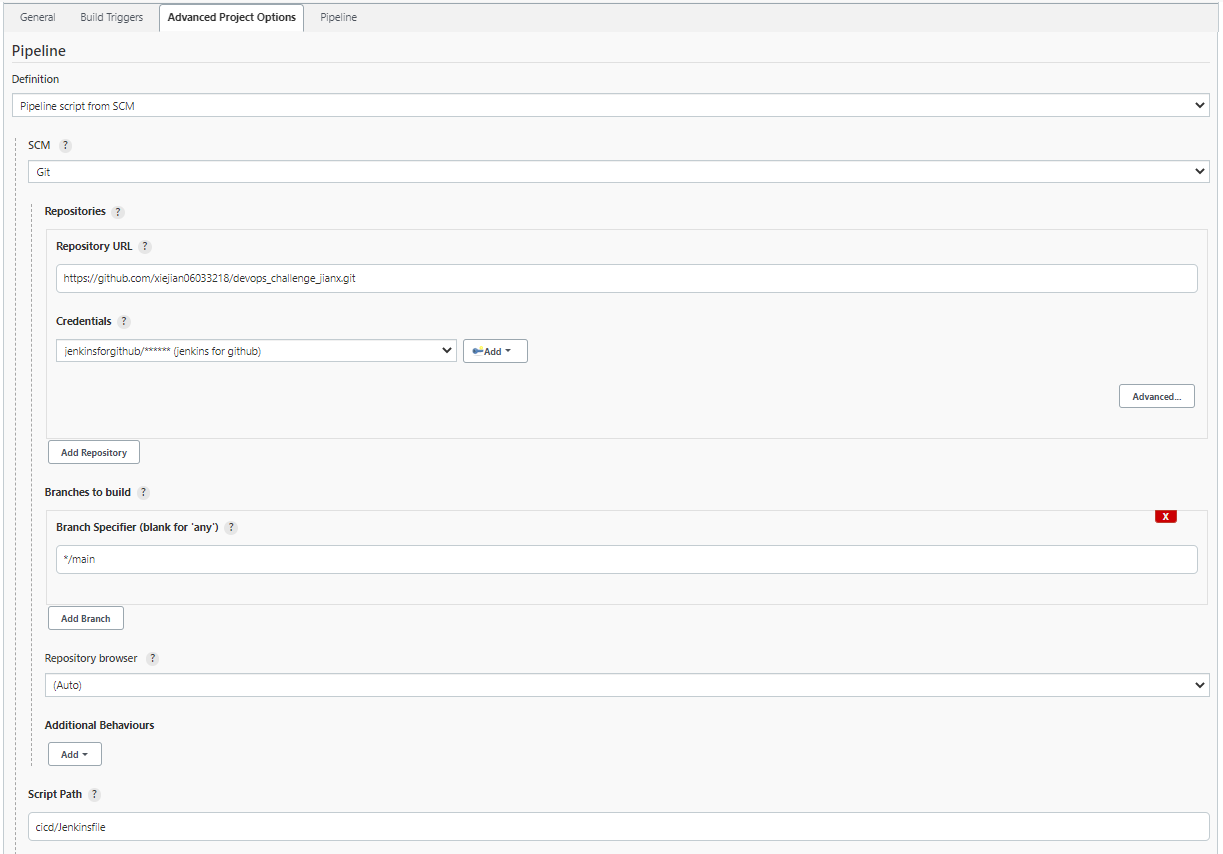 General Build Triggers Advanced Project Options Pipeline
Pipeline
Definition
Pipeline script from SCM
SCM ?
Git
Repositories ?
Repository URL ?
https://github.com/xiejian06033218/devops_challenge_jianx.git
Credentials ?
jenkinsforgithub/****** (jenkins for github) Add
Advanced...
Add Repository
Branches to build ?
X
Branch Specifier (blank for 'any') ?
*/main
Add Branch
Repository browser ?
(Auto)
Additional Behaviours
Add
Script Path ?
cicd/Jenkinsfile